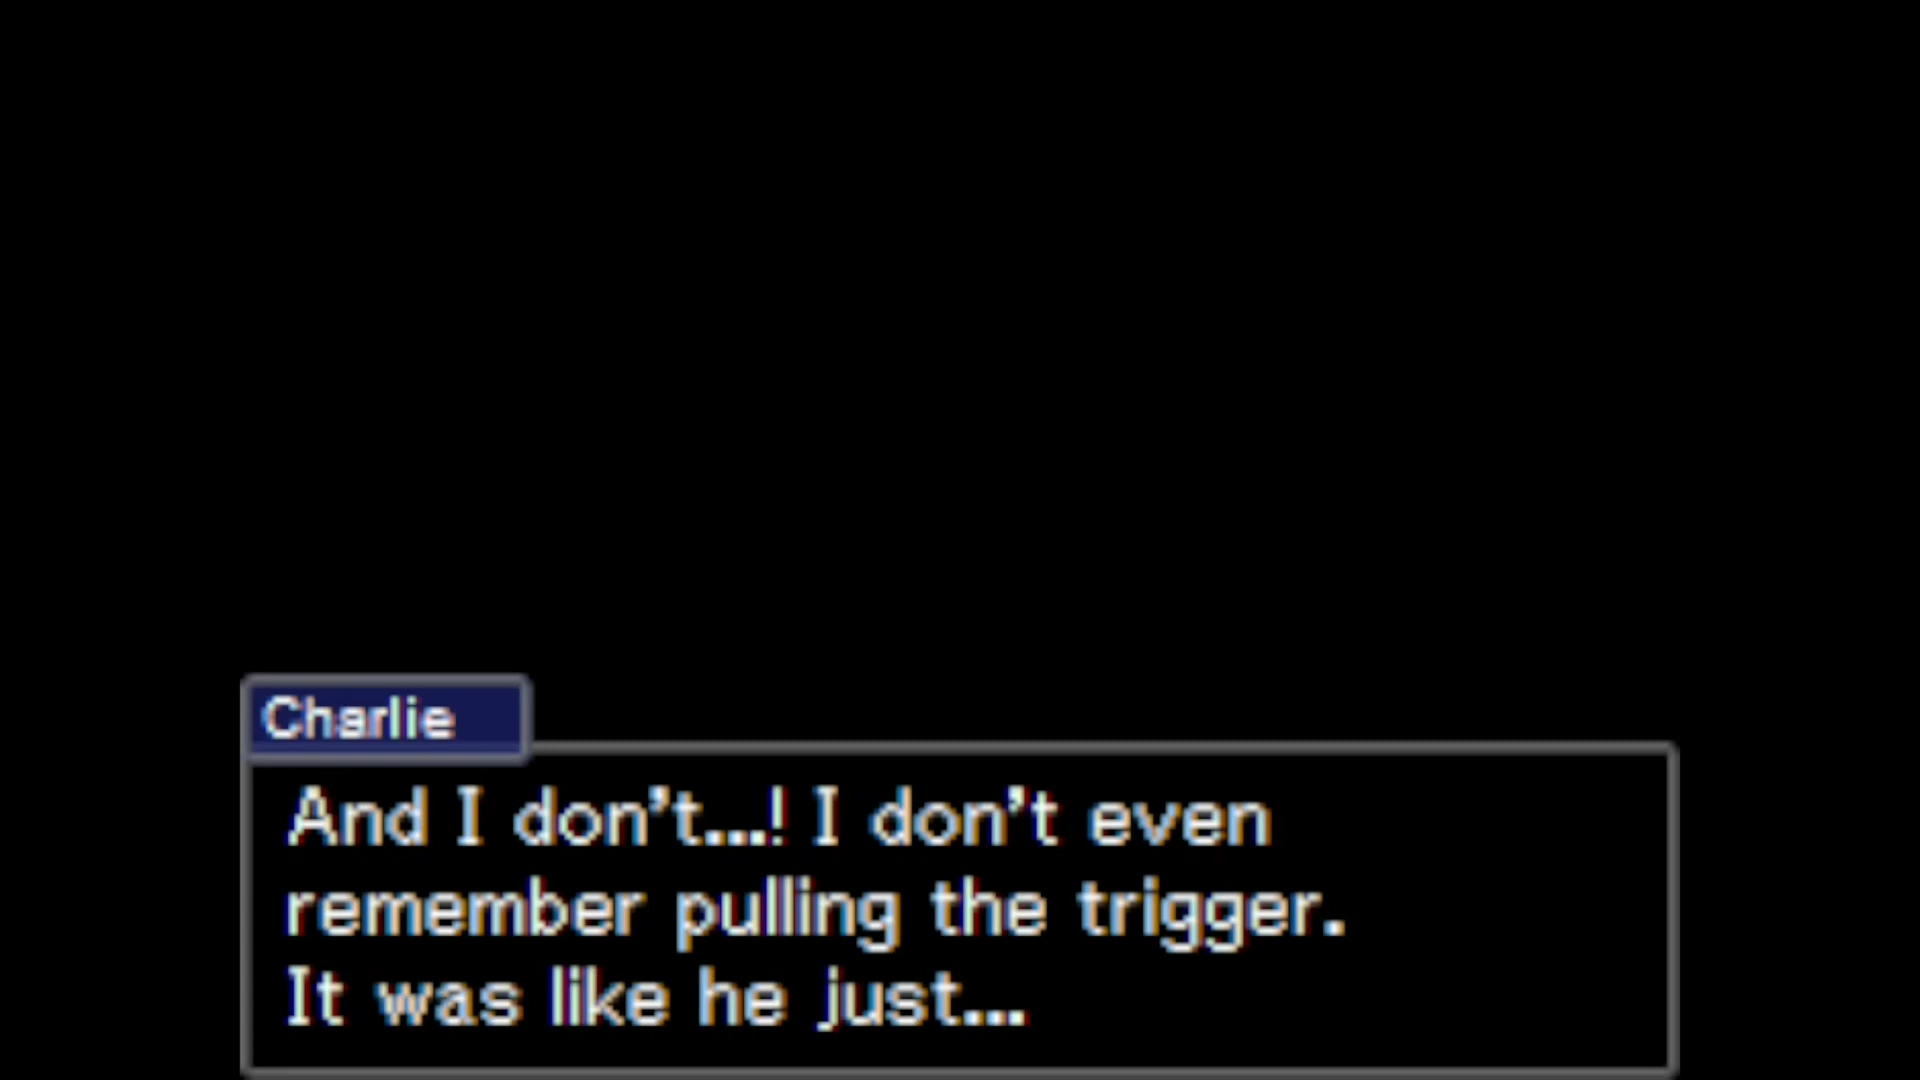 Charlie
And I don’t...! I don’t even
remember pulling the trigger.
It was like he just...